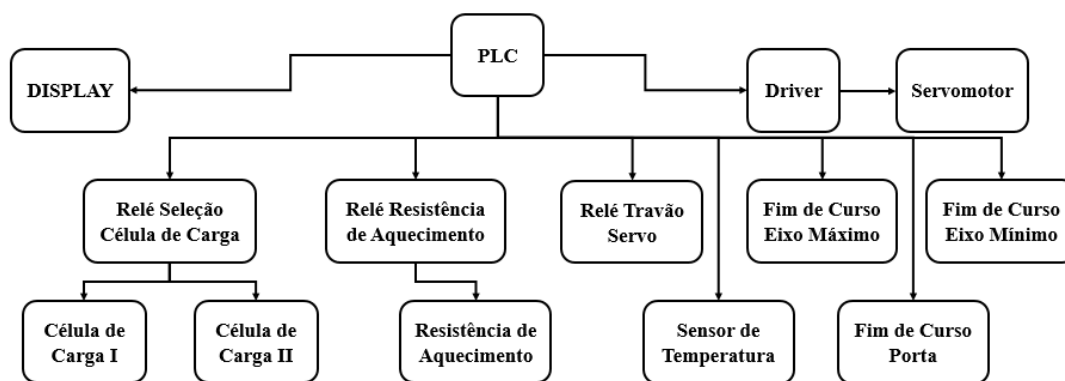 PLC
DISPLAY
Driver
Servomotor
Relé Seleção
Célula de Carga
Relé Resistência
de Aquecimento
Relé Travão
Servo
Fim de Curso
Eixo Máximo
Fim de Curso
Eixo Mínimo
Célula de
Carga I
Célula de
Carga II
Resistência de
Aquecimento
Sensor de
Temperatura
Fim de Curso
Porta